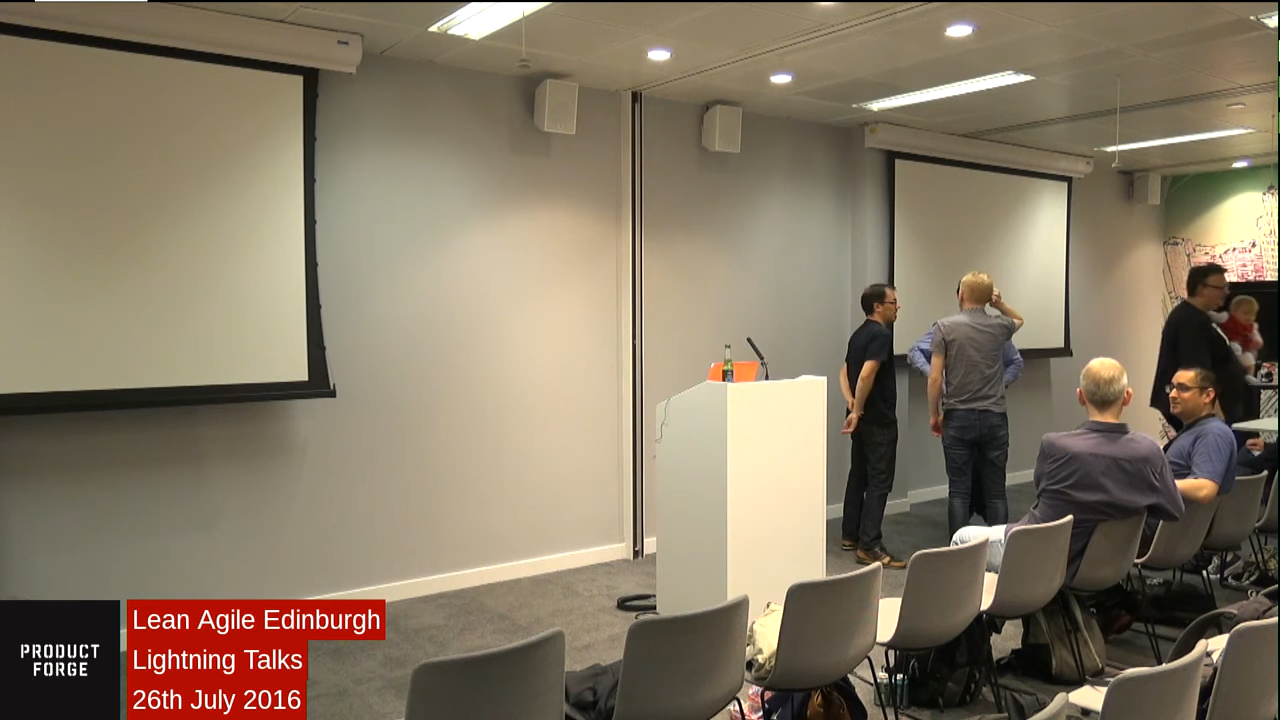 PRODUCT
FORGE
Lean Agile Edinburgh
Lightning Talks
26th July 2016